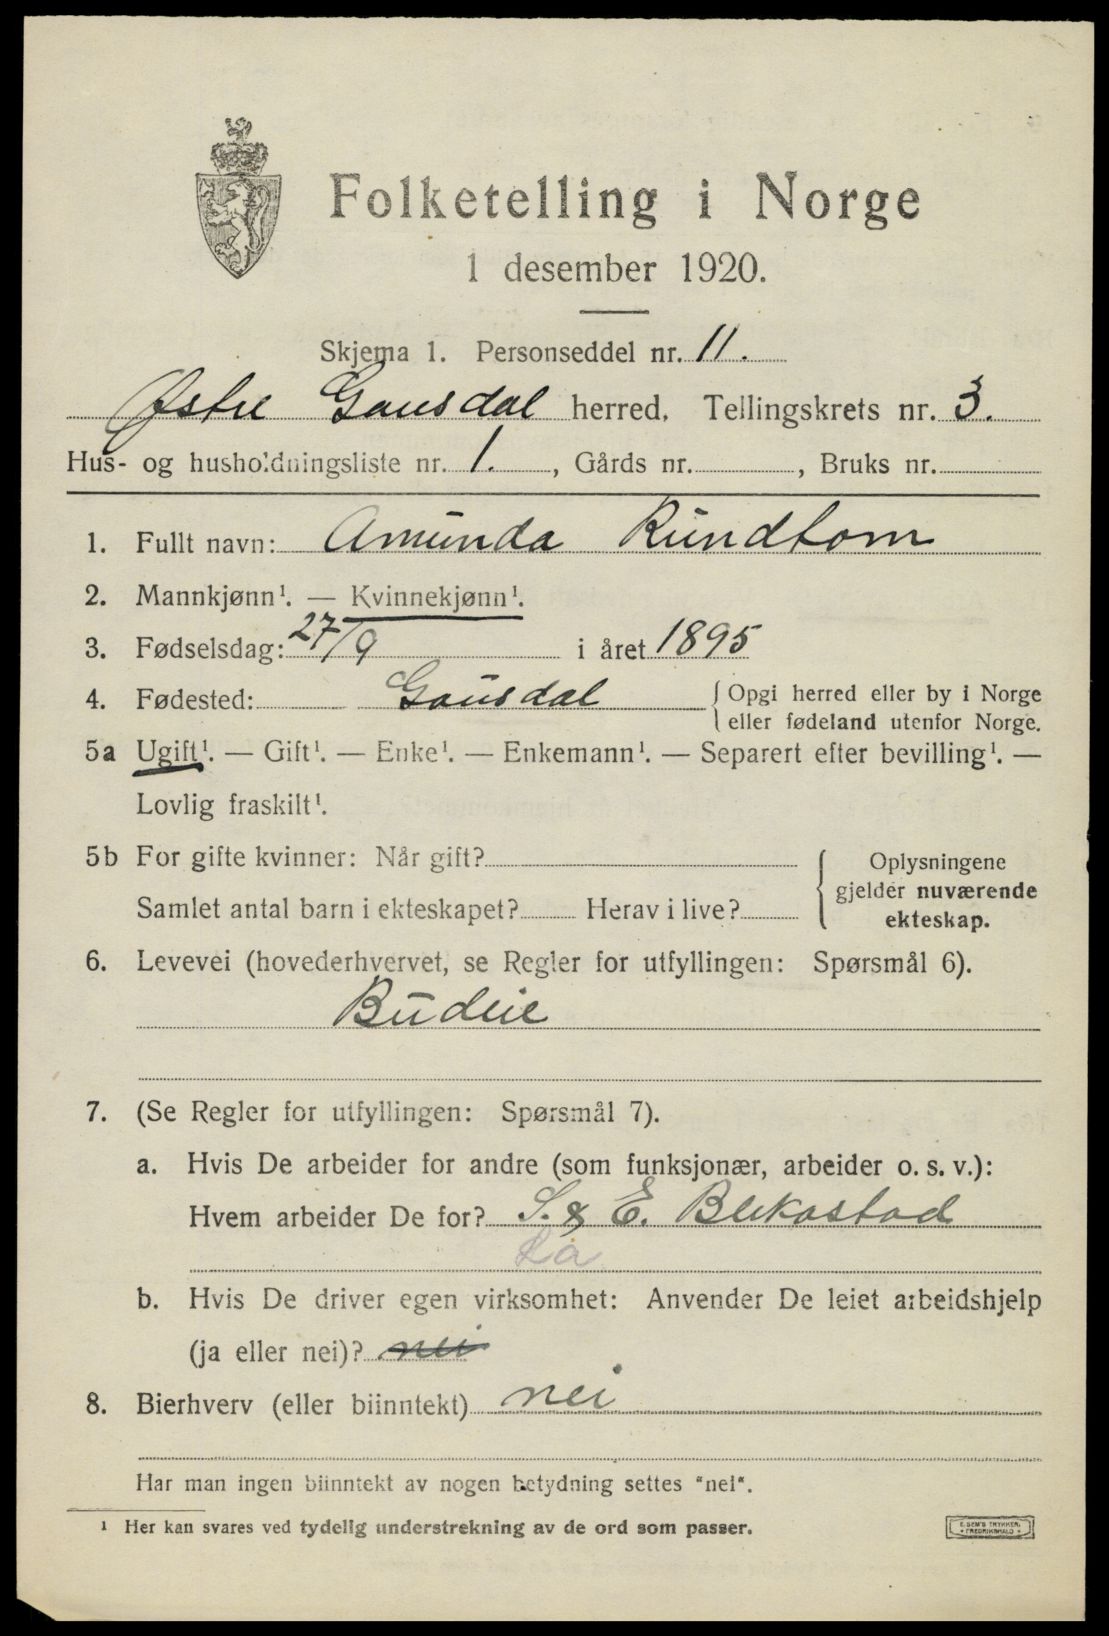 Folketelling i Norge
1 desember 1920.
Skjema 1. Personseddel nr. 11.
Østre Gausdal herred, Tellingskrets nr. 3.
Hus- og husholdningsliste nr. 1. , Gårds nr. , Bruks nr.
1. Fullt navn: Amunda Rundtom
2. Mannkjønn¹. — Kvinnekjønn¹.
3. Fødselsdag: 27/9 i året 1895
4. Fødested: Gausdal { Opgi herred eller by i Norge
eller fødeland utenfor Norge.
5a Ugift¹. — Gift¹. — Enke¹. — Enkemann¹. — Separert efter bevilling¹. —
Lovlig fraskilt¹.
5b For gifte kvinner: Når gift?
Samlet antal barn i ekteskapet? Herav i live?
{ Oplysningene
gjelder nuværende
ekteskap.
6. Levevei (hovederhvervet, se Regler for utfyllingen: Spørsmål 6).
Budeie
7. (Se Regler for utfyllingen: Spørsmål 7).
a. Hvis De arbeider for andre (som funksjonær, arbeider o. s. v.):
Hvem arbeider De for? S. & E. Blekastad
La
b. Hvis De driver egen virksomhet: Anvender De leiet arbeidshjelp
(ja eller nei)? nei
8. Bierhverv (eller biinntekt) nei
Har man ingen biinntekt av nogen betydning settes "nei".
¹ Her kan svares ved tydelig understrekning av de ord som passer.
E. SEM'S TRYKKERI
FREDRIKSHALD